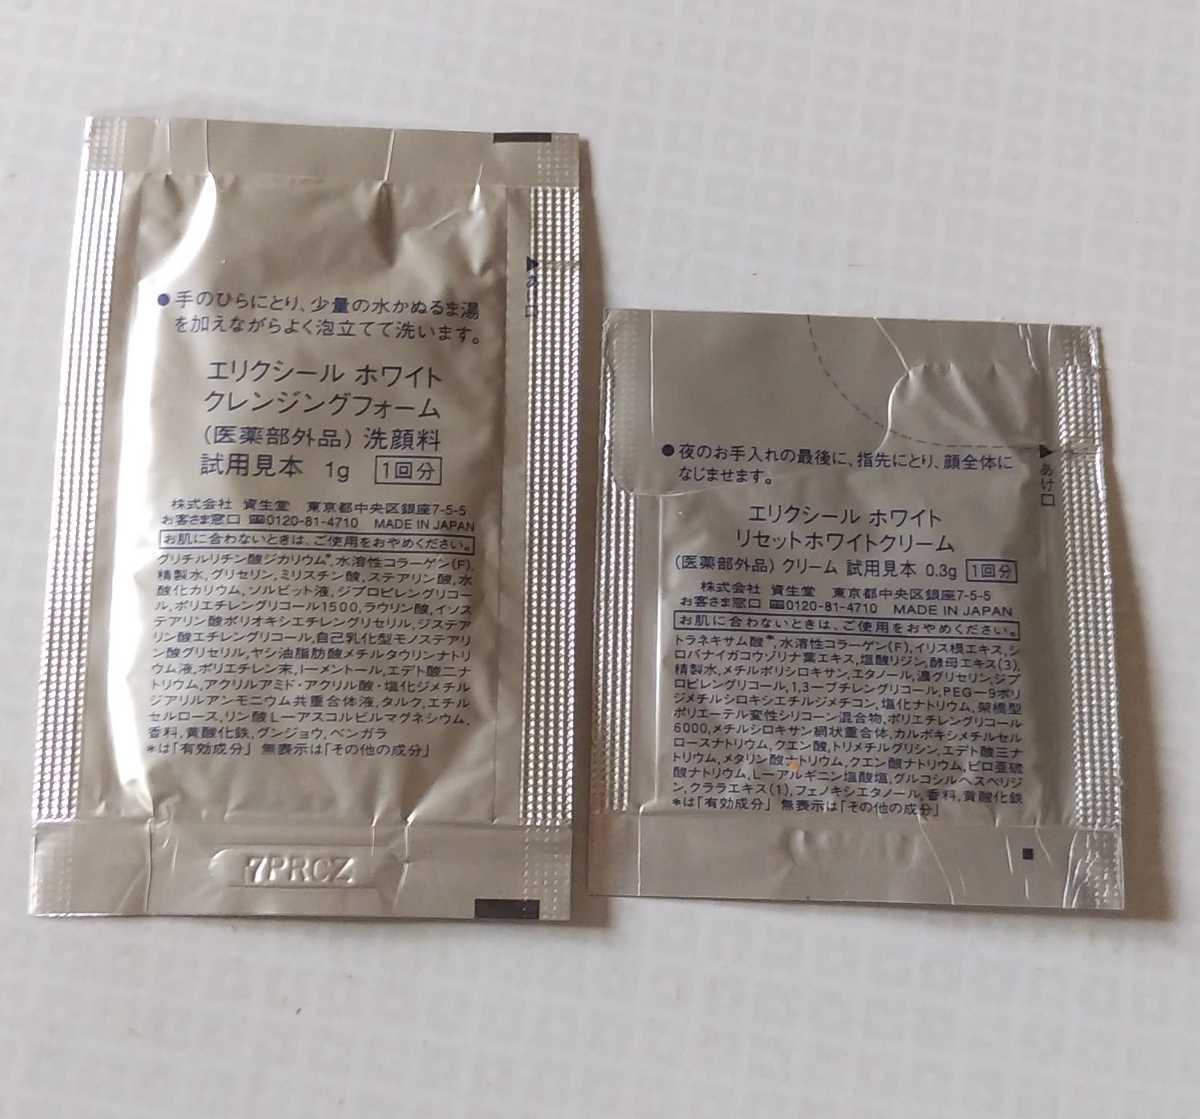 あけ口
●手のひらにとり、少量の水かぬるま湯
を加えながらよく泡立てて洗います。
エリクシール ホワイト
クレンジングフォーム
(医薬部外品) 洗顔料
試用見本 1g 1回分
株式会社 資生堂 東京都中央区銀座7-5-5
お客さま窓口 0120-81-4710 MADE IN JAPAN
お肌に合わないときは、ご使用をおやめください。
グリチルリチン酸ジカリウム*,水溶性コラーゲン(F),
精製水,グリセリン,ミリスチン酸,ステアリン酸,水
酸化カリウム,ソルビット液,ジプロピレングリコー
ル,ポリエチレングリコール1500,ラウリン酸,イソス
テアリン酸ポリオキシエチレングリセリル,ジステア
リン酸エチレングリコール,自己乳化型モノステアリ
ン酸グリセリル,ヤシ油脂肪酸メチルタウリンナトリ
ウム液,ポリエチレン末,l-メントール,エデト酸二ナ
トリウム,アクリルアミド・アクリル酸・塩化ジメチル
ジアリルアンモニウム共重合体液,タルク,エチル
セルロース,リン酸L-アスコルビルマグネシウム,
香料,黄酸化鉄,グンジョウ,ベンガラ
*は「有効成分」 無表示は「その他の成分」
7PRCZ
あけ口
●夜のお手入れの最後に、指先にとり、顔全体に
なじませます。
エリクシール ホワイト
リセットホワイトクリーム
(医薬部外品) クリーム 試用見本 0.3g 1回分
株式会社 資生堂 東京都中央区銀座7-5-5
お客さま窓口 0120-81-4710 MADE IN JAPAN
お肌に合わないときは、ご使用をおやめください。
トラネキサム酸*,水溶性コラーゲン(F),イリス根エキス,シ
ロバナイガコウゾリナ葉エキス,塩酸リジン,酵母エキス(3),
精製水,メチルポリシロキサン,エタノール,濃グリセリン,ジプ
ロピレングリコール,1,3-ブチレングリコール,PEG-9ポリ
ジメチルシロキシエチルジメチコン,塩化ナトリウム,架橋型
ポリエーテル変性シリコーン混合物,ポリエチレングリコール
6000,メチルシロキサン網状重合体,カルボキシメチルセル
ロースナトリウム,クエン酸,トリメチルグリシン,エデト酸三ナ
トリウム,メタリン酸ナトリウム,クエン酸ナトリウム,ピロ亜硫
酸ナトリウム,L-アルギニン塩酸塩,グルコシルヘスペリジ
ン,クララエキス(1),フェノキシエタノール,香料,黄酸化鉄
*は「有効成分」 無表示は「その他の成分」